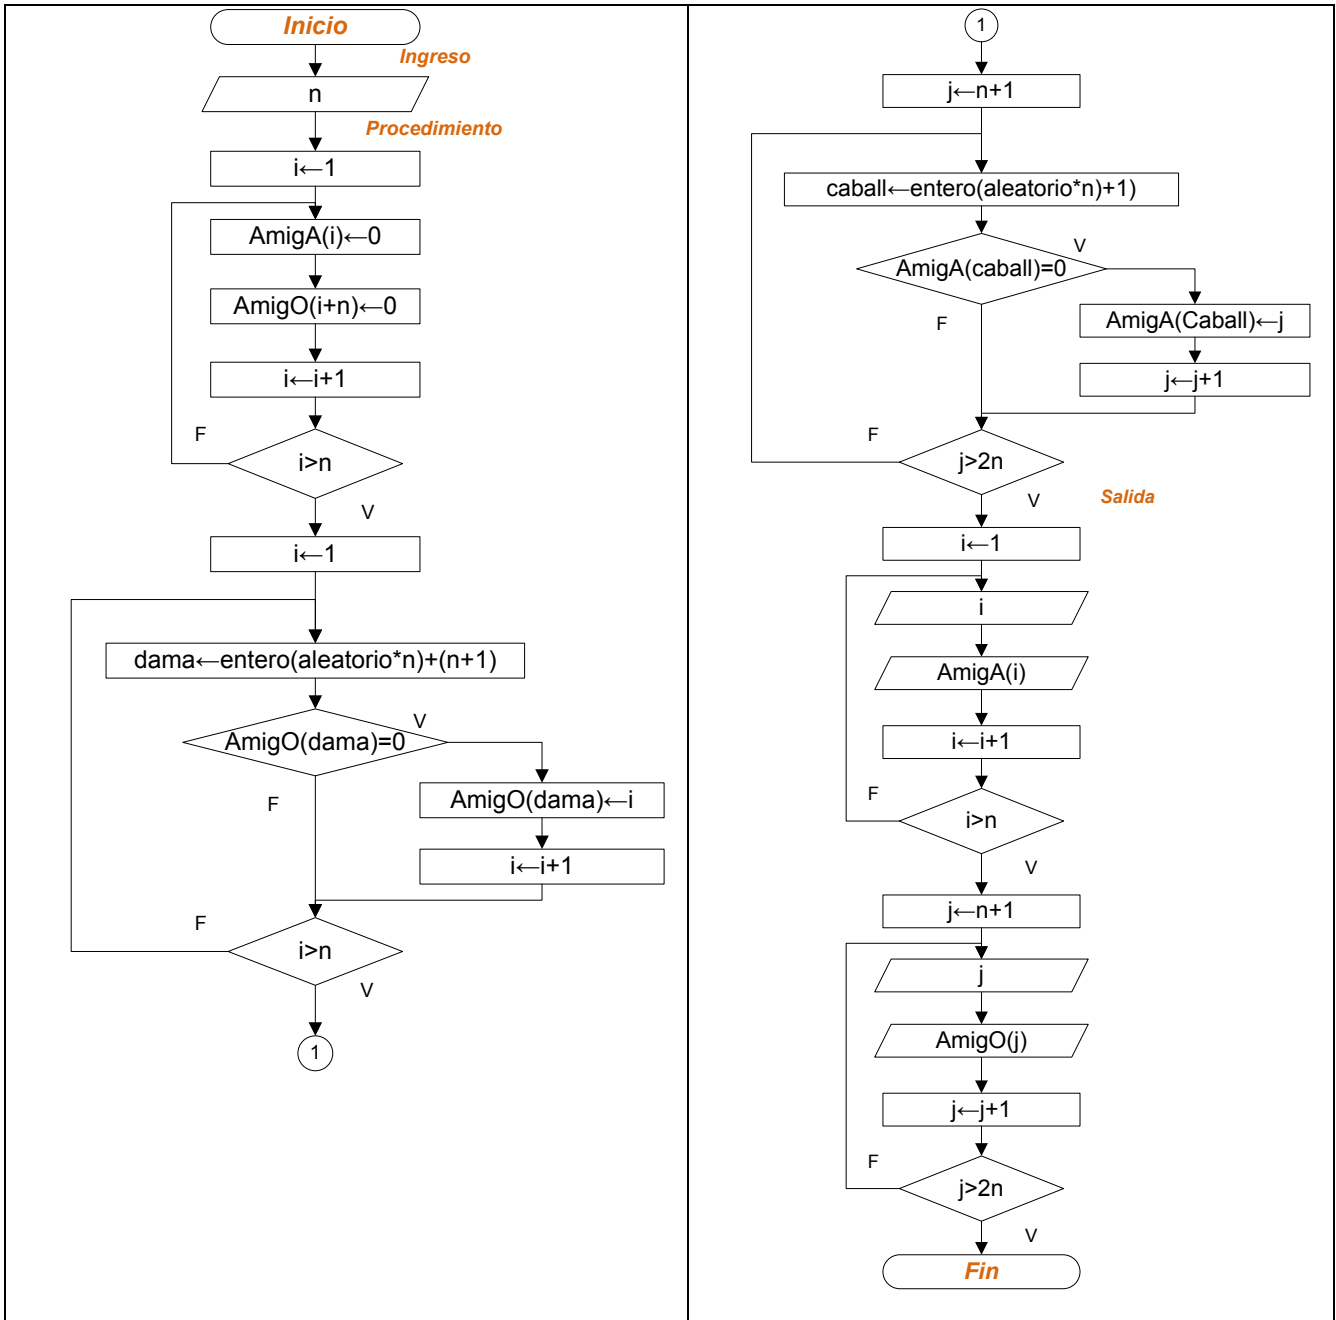 Inicio
Ingreso
n
Procedimiento
i←1
AmigA(i)←0
AmigO(i+n)←0
i←i+1
F
i>n
V
i←1
dama←entero(aleatorio*n)+(n+1)
V
AmigO(dama)=0
F
AmigO(dama)←i
i←i+1
F
i>n
V
1
1
j←n+1
caball←entero(aleatorio*n)+1)
V
AmigA(caball)=0
F
AmigA(Caball)←j
j←j+1
F
j>2n
V
Salida
i←1
i
AmigA(i)
i←i+1
F
i>n
V
j←n+1
j
AmigO(j)
j←j+1
F
j>2n
V
Fin